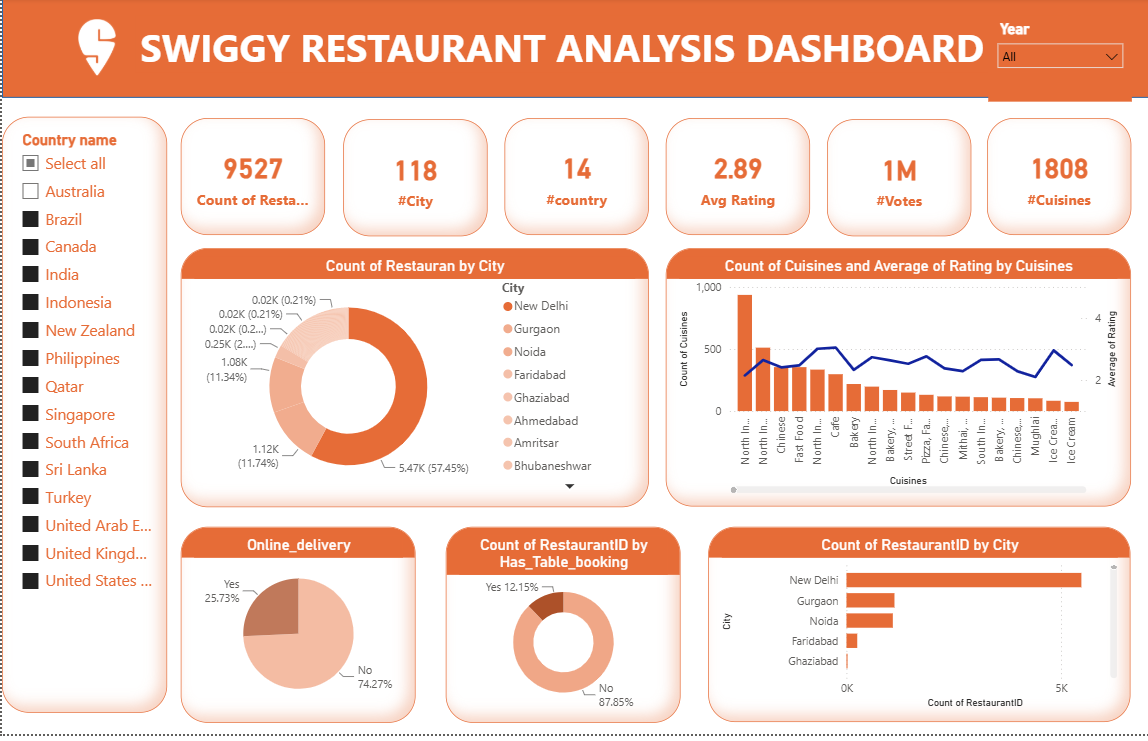 SWIGGY RESTAURANT ANALYSIS DASHBOARD
Year
All
Country name
Select all
Australia
Brazil
Canada
India
Indonesia
New Zealand
Philippines
Qatar
Singapore
South Africa
Sri Lanka
Turkey
United Arab E...
United Kingd...
United States ...
9527
Count of Resta...
118
#City
14
#country
2.89
Avg Rating
1M
#Votes
1808
#Cuisines
Count of Restauran by City
0.02K (0.21%)
0.02K (0.21%)
0.02K (0.2...)
0.25K (2....)
1.08K
(11.34%)
1.12K
(11.74%)
5.47K (57.45%)
City
New Delhi
Gurgaon
Noida
Faridabad
Ghaziabad
Ahmedabad
Amritsar
Bhubaneshwar
Count of Cuisines and Average of Rating by Cuisines
Count of Cuisines
1,000
500
0
4
2
Average of Rating
North In...
North In...
Chinese
Fast Food
North In...
Cafe
Bakery
North In...
Bakery, ...
Street F...
Pizza, Fa...
Chinese,...
Mithai, ...
South In...
Bakery, ...
Chinese,...
Mughlai
Ice Crea...
Ice Cream
Cuisines
Online_delivery
Yes
25.73%
No
74.27%
Count of RestaurantID by
Has_Table_booking
Yes 12.15%
No
87.85%
Count of RestaurantID by City
City
New Delhi
Gurgaon
Noida
Faridabad
Ghaziabad
0K
5K
Count of RestaurantID